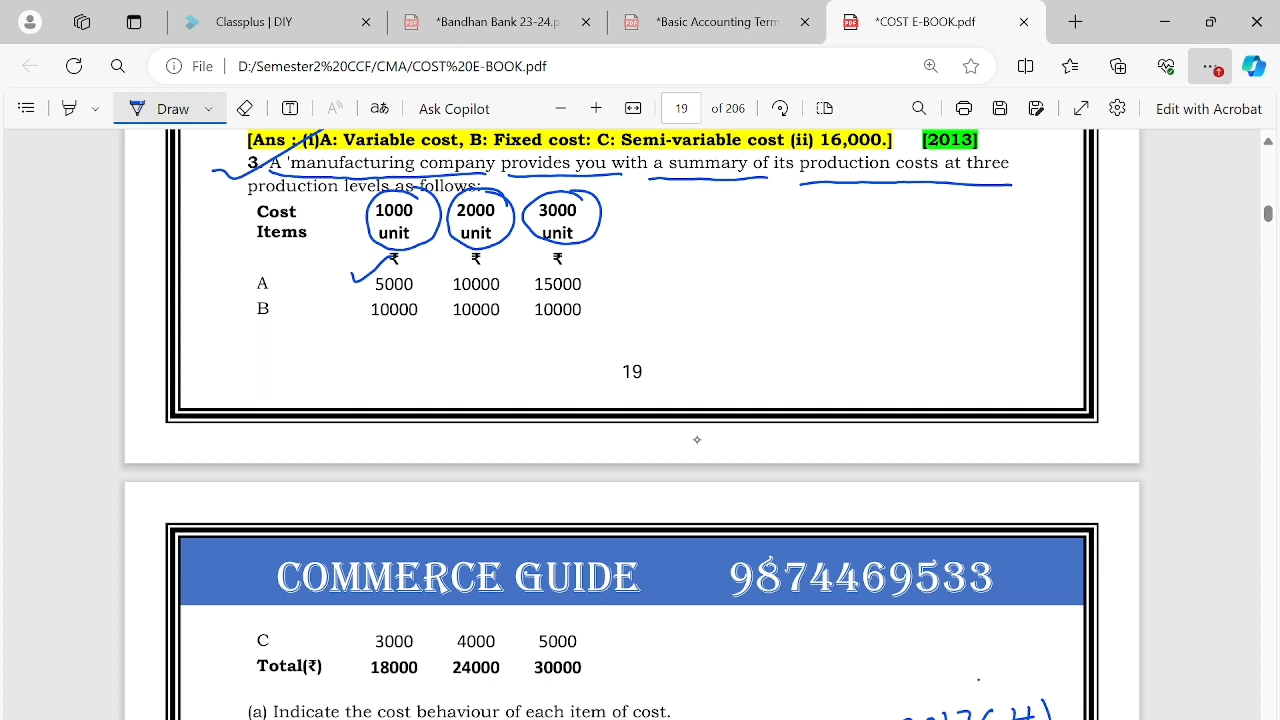 Classplus | DIY
*Bandhan Bank 23-24.p
*Basic Accounting Term
*COST E-BOOK.pdf
File D:/Semester2%20CCF/CMA/COST%20E-BOOK.pdf
Draw
Ask Copilot
19 of 206
Edit with Acrobat
[Ans : (i)A: Variable cost, B: Fixed cost: C: Semi-variable cost (ii) 16,000.] [2013]
3. A 'manufacturing company provides you with a summary of its production costs at three
production levels as follows:
Cost Items 1000 unit 2000 unit 3000 unit
₹ ₹ ₹
A 5000 10000 15000
B 10000 10000 10000
19
COMMERCE GUIDE 9874469533
C 3000 4000 5000
Total(₹) 18000 24000 30000
(a) Indicate the cost behaviour of each item of cost.